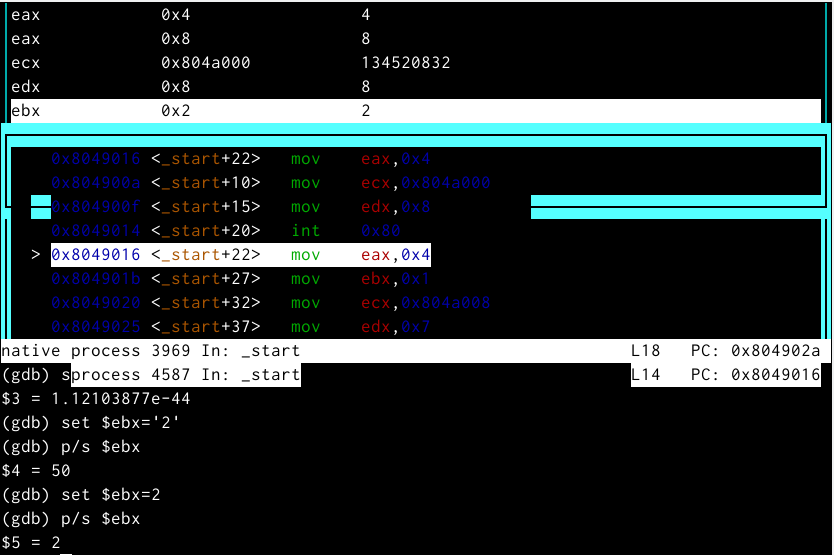 eax 0x4 4
eax 0x8 8
ecx 0x804a000 134520832
edx 0x8 8
ebx 0x2 2
0x8049016 <_start+22> mov eax,0x4
0x804900a <_start+10> mov ecx,0x804a000
0x804900f <_start+15> mov edx,0x8
0x8049014 <_start+20> int 0x80
> 0x8049016 <_start+22> mov eax,0x4
0x804901b <_start+27> mov ebx,0x1
0x8049020 <_start+32> mov ecx,0x804a008
0x8049025 <_start+37> mov edx,0x7
native process 3969 In: _start L18 PC: 0x804902a
(gdb) sprocess 4587 In: _start L14 PC: 0x8049016
$3 = 1.12103877e-44
(gdb) set $ebx='2'
(gdb) p/s $ebx
$4 = 50
(gdb) set $ebx=2
(gdb) p/s $ebx
$5 = 2